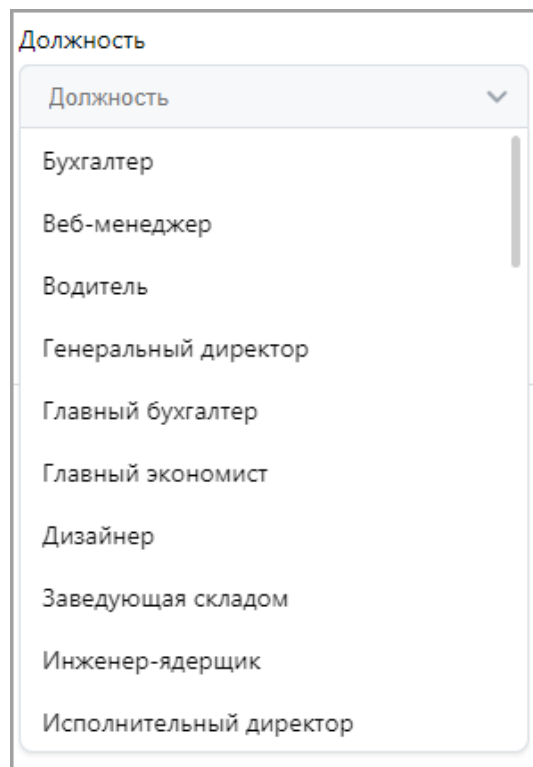 Должность
Должность
Бухгалтер
Веб-менеджер
Водитель
Генеральный директор
Главный бухгалтер
Главный экономист
Дизайнер
Заведующая складом
Инженер-ядерщик
Исполнительный директор